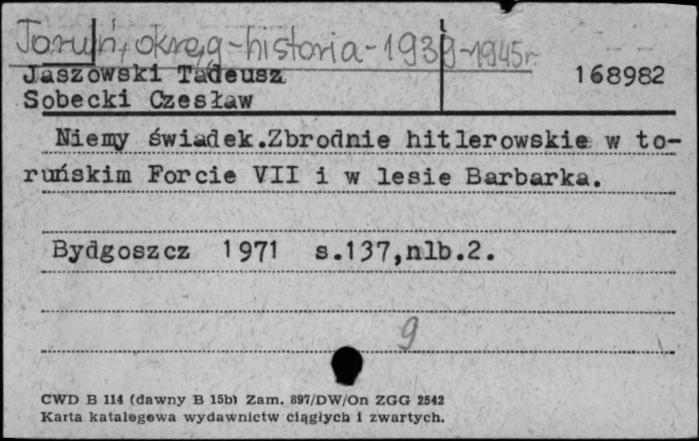 Toruń, okręg-historia-1939-1945r.
Jaszowski Tadeusz 168982
Sobecki Czesław
Niemy świadek.Zbrodnie hitlerowskie w to-
ruńskim Forcie VII i w lesie Barbarka.
Bydgoszcz 1971 s.137,nlb.2.
9
CWD B 114 (dawny B 15b) Zam. 897/DW/On ZGG 2542
Karta katalogowa wydawnictw ciągłych i zwartych.